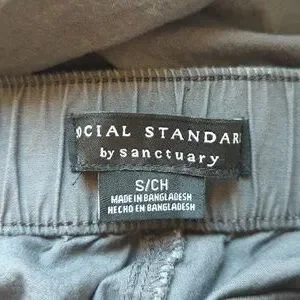 OCIAL STANDAR
by sanctuary
S/CH
MADE IN BANGLADESH
HECHO EN BANGLADESH